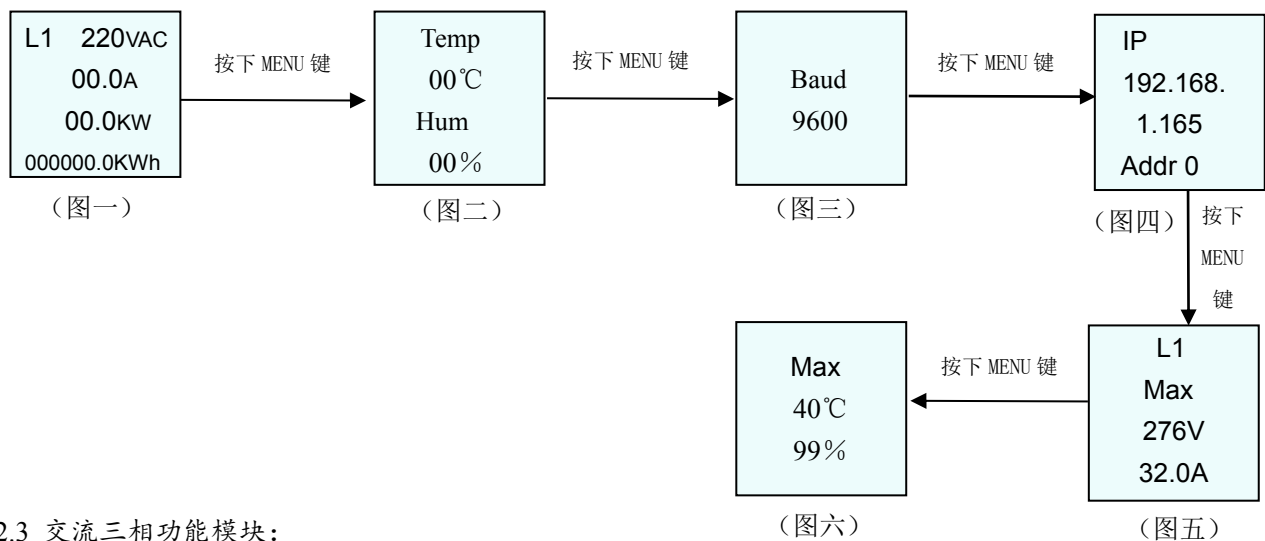 L1 220VAC
00.0A
00.0KW
000000.0KWh
（图一）
按下 MENU 键
Temp
00℃
Hum
00％
（图二）
按下 MENU 键
Baud
9600
（图三）
按下 MENU 键
IP
192.168.
1.165
Addr 0
（图四）
按下
MENU
键
L1
Max
276V
32.0A
（图五）
按下 MENU 键
Max
40℃
99％
（图六）
2.3 交流三相功能模块：